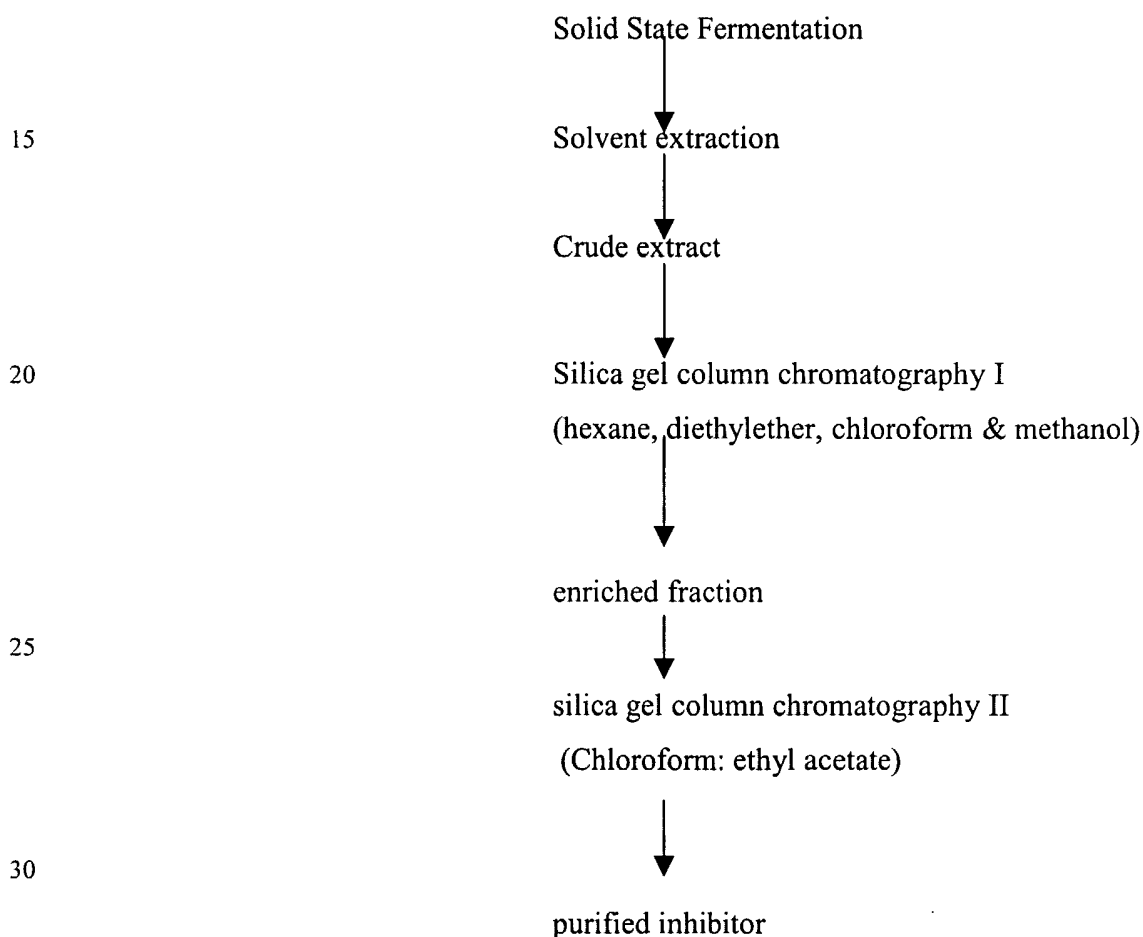 Solid State Fermentation
15 Solvent extraction
Crude extract
20 Silica gel column chromatography I
(hexane, diethylether, chloroform & methanol)
enriched fraction
25
silica gel column chromatography II
(Chloroform: ethyl acetate)
30
purified inhibitor